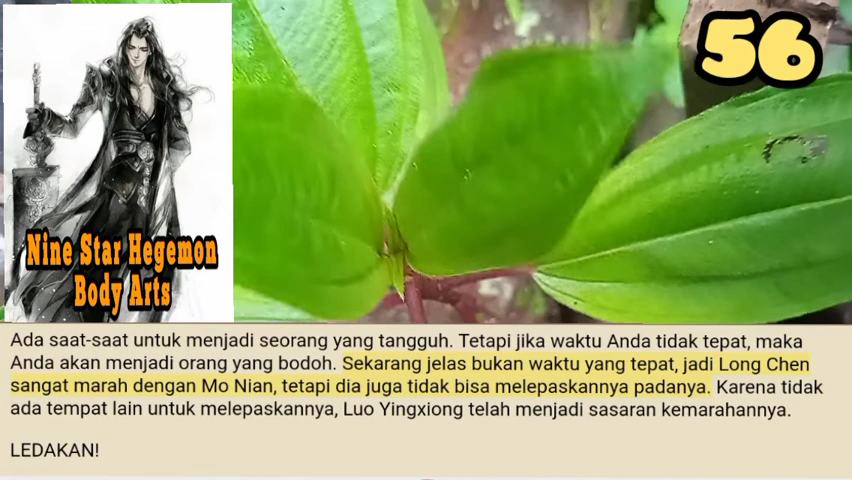 56
Nine Star Hegemon
Body Arts
Ada saat-saat untuk menjadi seorang yang tangguh. Tetapi jika waktu Anda tidak tepat, maka
Anda akan menjadi orang yang bodoh. Sekarang jelas bukan waktu yang tepat, jadi Long Chen
sangat marah dengan Mo Nian, tetapi dia juga tidak bisa melepaskannya padanya. Karena tidak
ada tempat lain untuk melepaskannya, Luo Yingxiong telah menjadi sasaran kemarahannya.
LEDAKAN!